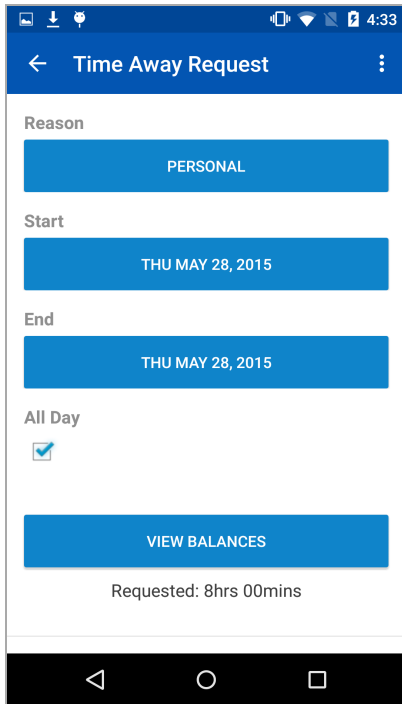 4:33
Time Away Request
Reason
PERSONAL
Start
THU MAY 28, 2015
End
THU MAY 28, 2015
All Day
VIEW BALANCES
Requested: 8hrs 00mins